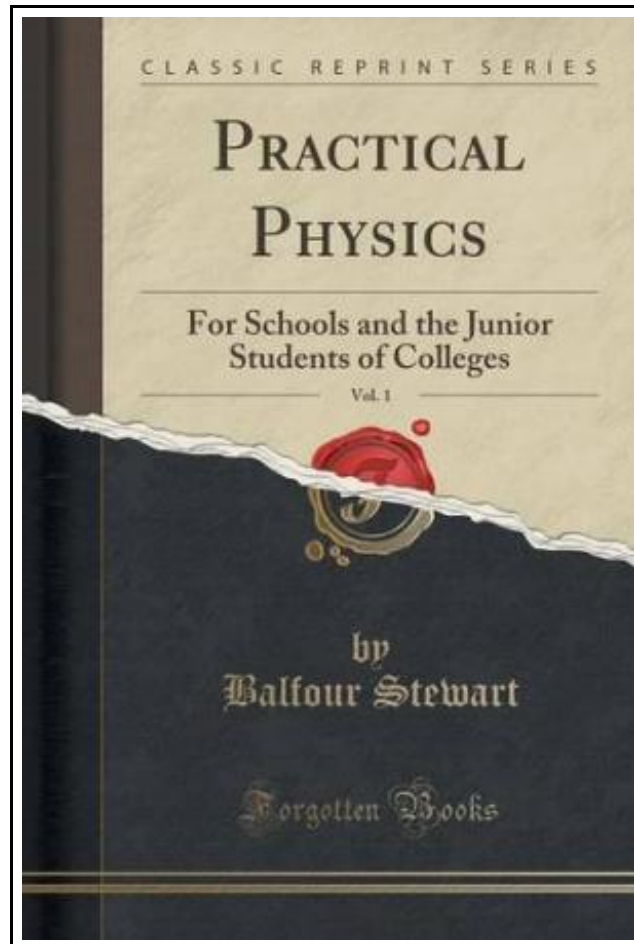 CLASSIC REPRINT SERIES
PRACTICAL
PHYSICS
For Schools and the Junior
Students of Colleges
Vol. 1
by
Balfour Stewart
Forgotten Books